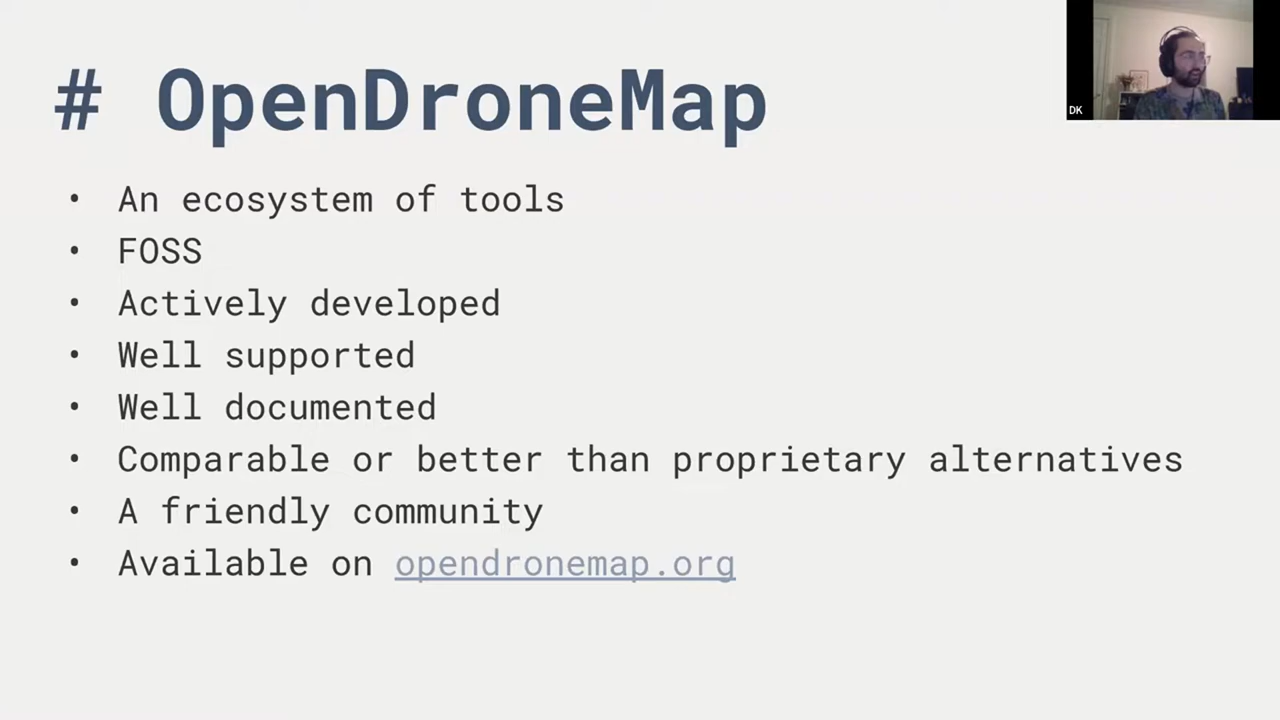 # OpenDroneMap
DK
• An ecosystem of tools
• FOSS
• Actively developed
• Well supported
• Well documented
• Comparable or better than proprietary alternatives
• A friendly community
• Available on opendronemap.org